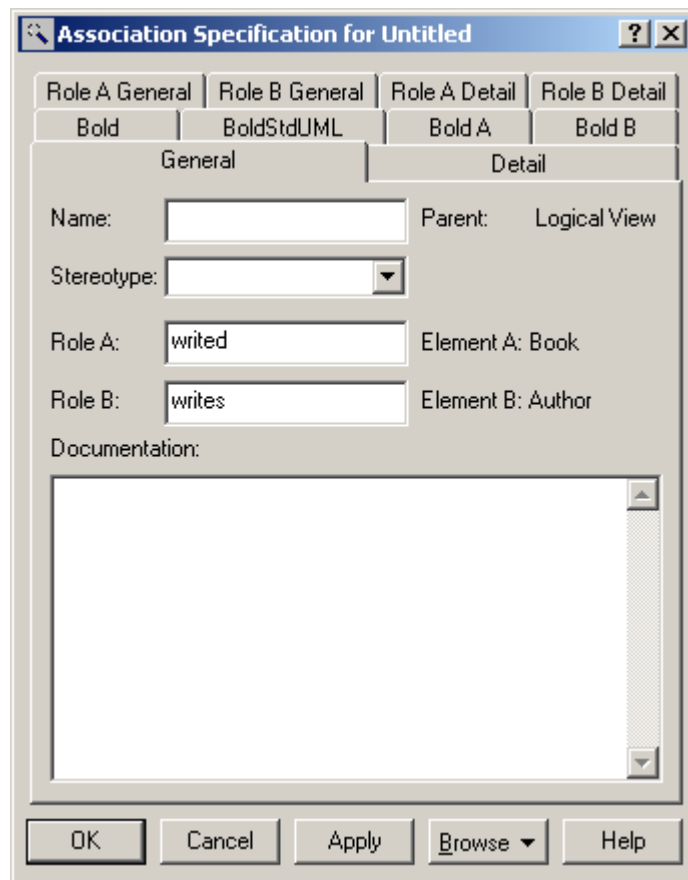 Association Specification for Untitled
Role A General Role B General Role A Detail Role B Detail
Bold BoldStdUML Bold A Bold B
General Detail
Name: Parent: Logical View
Stereotype:
Role A: writed Element A: Book
Role B: writes Element B: Author
Documentation:
OK Cancel Apply Browse Help